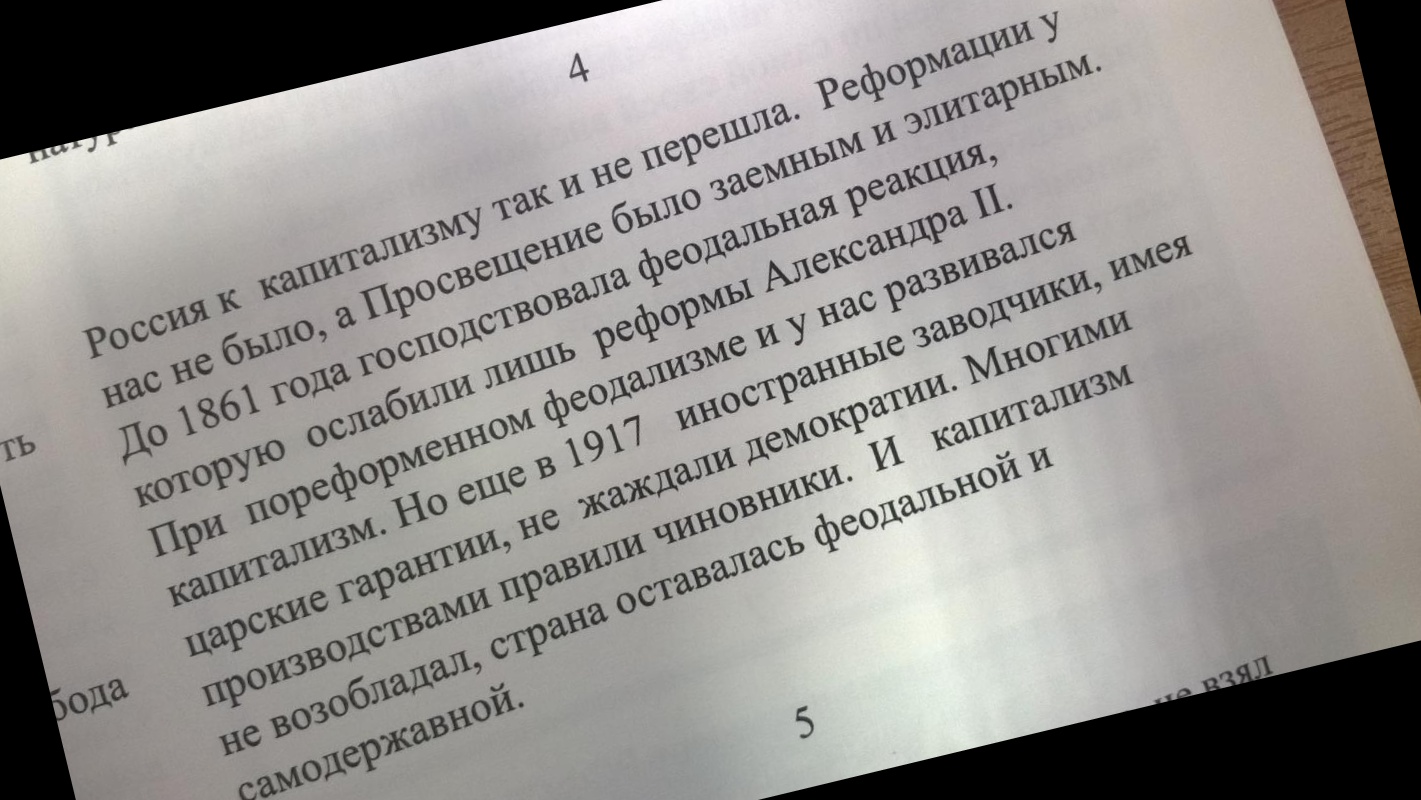 4
Россия к капитализму так и не перешла. Реформации у
нас не было, а Просвещение было заемным и элитарным.
До 1861 года господствовала феодальная реакция,
которую ослабили лишь реформы Александра II.
При пореформенном феодализме и у нас развивался
капитализм. Но еще в 1917 иностранные заводчики, имея
царские гарантии, не жаждали демократии. Многими
производствами правили чиновники. И капитализм
не возобладал, страна оставалась феодальной и
самодержавной.
5
ть
бода
не взял